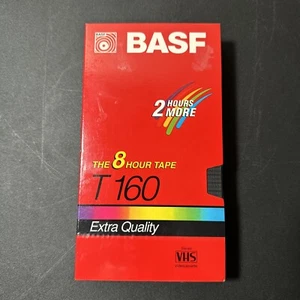 BASF
2 HOURS
MORE
THE 8 HOUR TAPE
T 160
Extra Quality
VHS